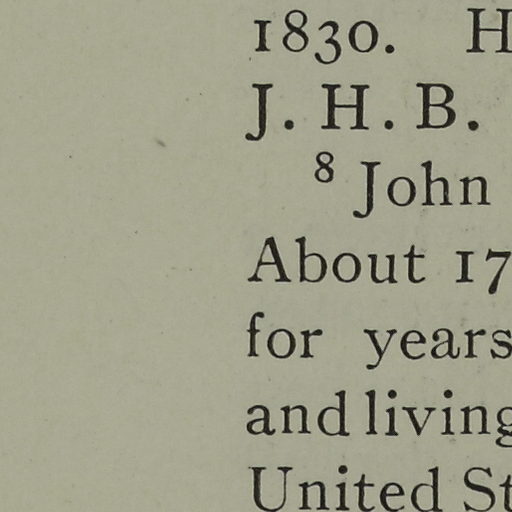 1830. H
J. H. B.
8 John
About 17
for years
and living
United St